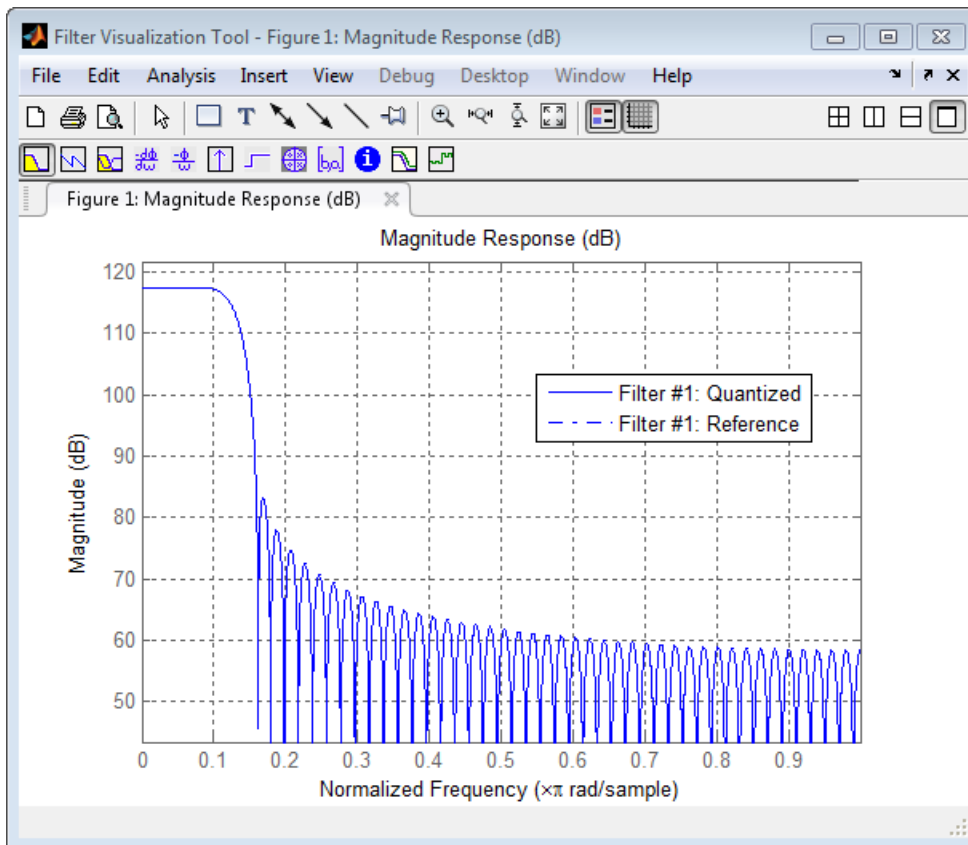 Filter Visualization Tool - Figure 1: Magnitude Response (dB)
File Edit Analysis Insert View Debug Desktop Window Help
Figure 1: Magnitude Response (dB)
Magnitude Response (dB)
120
110
100
90
80
70
60
50
Magnitude (dB)
Filter #1: Quantized
Filter #1: Reference
0 0.1 0.2 0.3 0.4 0.5 0.6 0.7 0.8 0.9
Normalized Frequency (×π rad/sample)